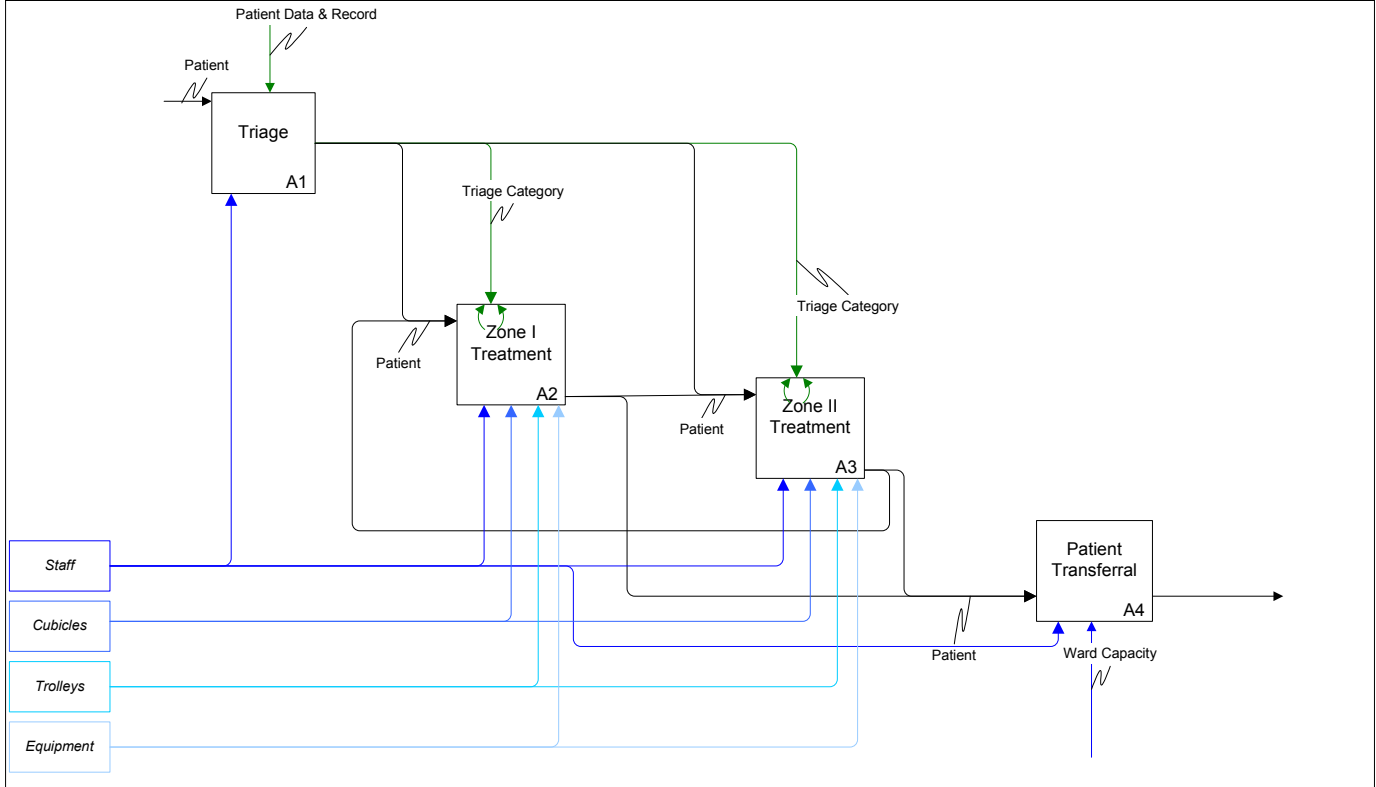 Patient Data & Record
Patient
Triage
A1
Triage Category
Triage Category
Zone I
Treatment
A2
Patient
Zone II
Treatment
A3
Patient
Patient
Transferral
A4
Staff
Cubicles
Trolleys
Equipment
Patient
Ward Capacity